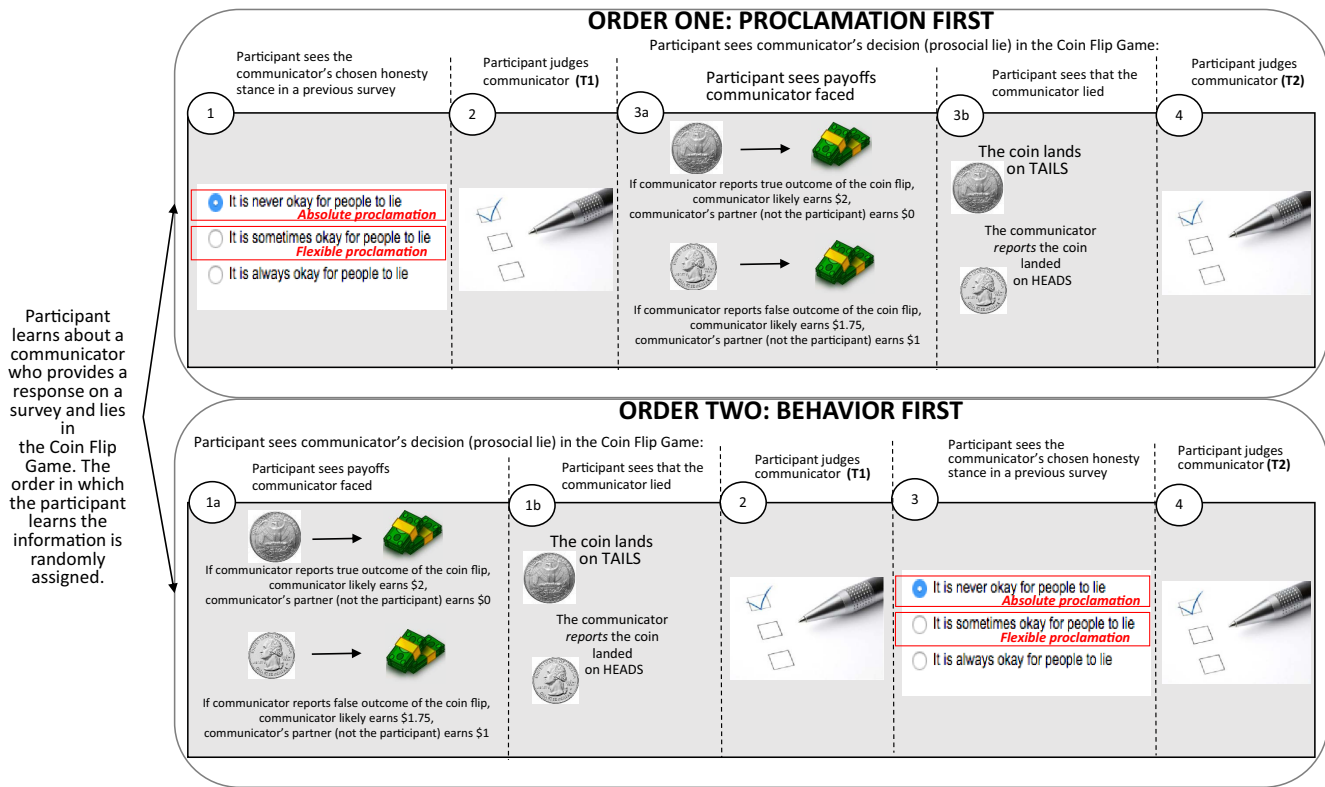 ORDER ONE: PROCLAMATION FIRST
Participant sees the
communicator's chosen honesty
stance in a previous survey
Participant judges
communicator (T1)
Participant sees communicator's decision (prosocial lie) in the Coin Flip Game:
Participant sees payoffs
communicator faced
Participant sees that the
communicator lied
Participant judges
communicator (T2)
1
2
3a
3b
4
It is never okay for people to lie
Absolute proclamation
It is sometimes okay for people to lie
Flexible proclamation
It is always okay for people to lie
If communicator reports true outcome of the coin flip,
communicator likely earns $2,
communicator's partner (not the participant) earns $0
If communicator reports false outcome of the coin flip,
communicator likely earns $1.75,
communicator's partner (not the participant) earns $1
The coin lands
on TAILS
The communicator
reports the coin
landed
on HEADS
Participant
learns about a
communicator
who provides a
response on a
survey and lies
in
the Coin Flip
Game. The
order in which
the participant
learns the
information is
randomly
assigned.
ORDER TWO: BEHAVIOR FIRST
Participant sees communicator's decision (prosocial lie) in the Coin Flip Game:
Participant sees payoffs
communicator faced
Participant sees that the
communicator lied
Participant judges
communicator (T1)
Participant sees the
communicator's chosen honesty
stance in a previous survey
Participant judges
communicator (T2)
1a
1b
2
3
4
If communicator reports true outcome of the coin flip,
communicator likely earns $2,
communicator's partner (not the participant) earns $0
If communicator reports false outcome of the coin flip,
communicator likely earns $1.75,
communicator's partner (not the participant) earns $1
The coin lands
on TAILS
The communicator
reports the coin
landed
on HEADS
It is never okay for people to lie
Absolute proclamation
It is sometimes okay for people to lie
Flexible proclamation
It is always okay for people to lie